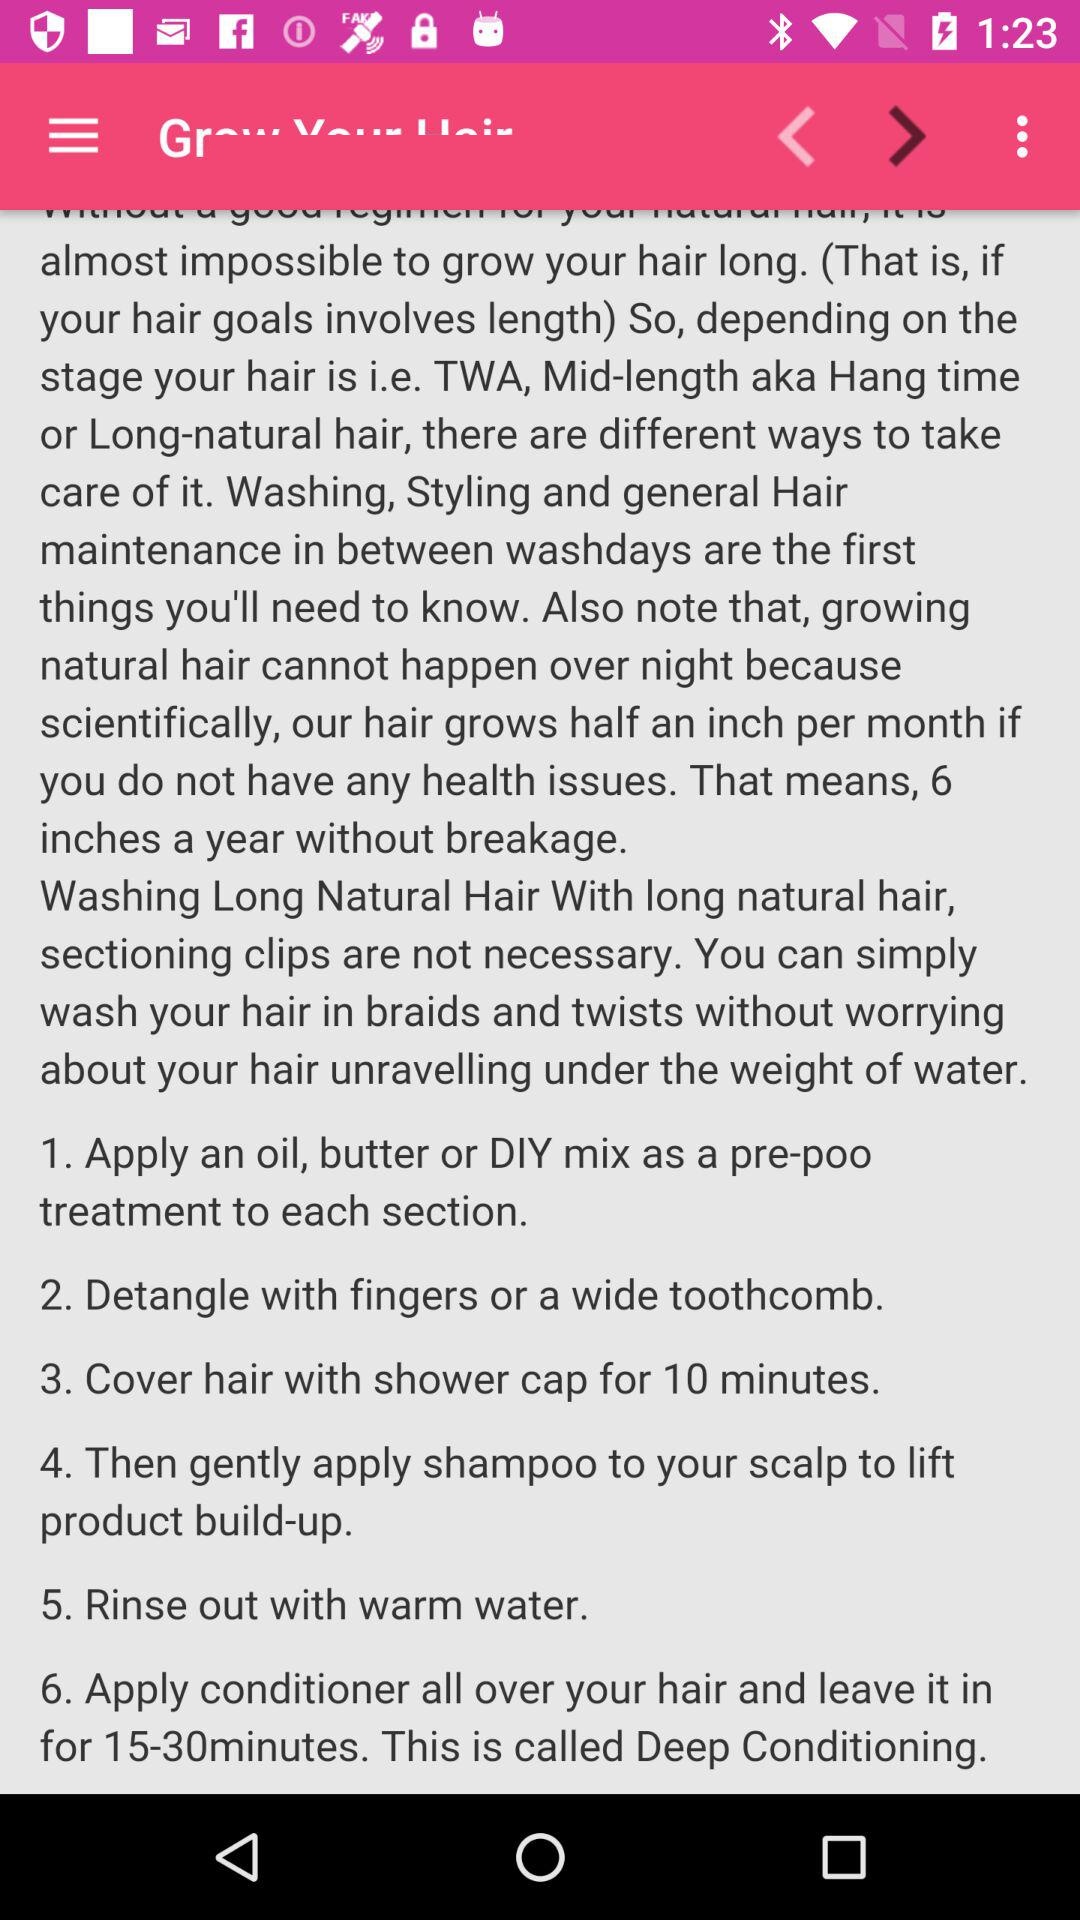 FAKE
1:23
Grow Your Hair
Without a good regimen for your natural hair, it is
almost impossible to grow your hair long. (That is, if
your hair goals involves length) So, depending on the
stage your hair is i.e. TWA, Mid-length aka Hang time
or Long-natural hair, there are different ways to take
care of it. Washing, Styling and general Hair
maintenance in between washdays are the first
things you'll need to know. Also note that, growing
natural hair cannot happen over night because
scientifically, our hair grows half an inch per month if
you do not have any health issues. That means, 6
inches a year without breakage.
Washing Long Natural Hair With long natural hair,
sectioning clips are not necessary. You can simply
wash your hair in braids and twists without worrying
about your hair unravelling under the weight of water.
1. Apply an oil, butter or DIY mix as a pre-poo
treatment to each section.
2. Detangle with fingers or a wide toothcomb.
3. Cover hair with shower cap for 10 minutes.
4. Then gently apply shampoo to your scalp to lift
product build-up.
5. Rinse out with warm water.
6. Apply conditioner all over your hair and leave it in
for 15-30minutes. This is called Deep Conditioning.